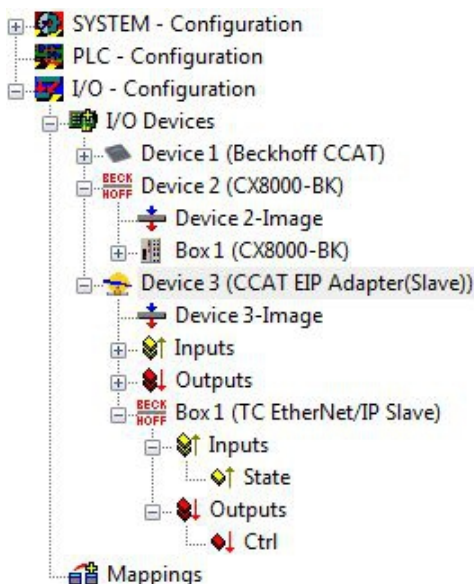 SYSTEM - Configuration
PLC - Configuration
I/O - Configuration
I/O Devices
Device 1 (Beckhoff CCAT)
BECK
HOFF
Device 2 (CX8000-BK)
Device 2-Image
Box 1 (CX8000-BK)
Device 3 (CCAT EIP Adapter(Slave))
Device 3-Image
Inputs
Outputs
BECK
HOFF
Box 1 (TC EtherNet/IP Slave)
Inputs
State
Outputs
Ctrl
Mappings